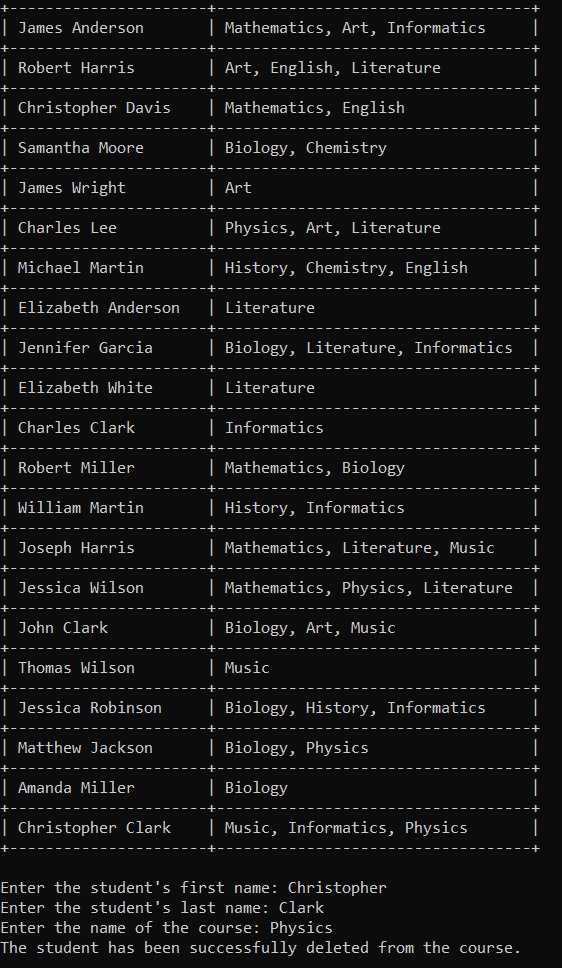 +----------------------+-----------------------------------+
| James Anderson       | Mathematics, Art, Informatics     |
+----------------------+-----------------------------------+
| Robert Harris        | Art, English, Literature          |
+----------------------+-----------------------------------+
| Christopher Davis    | Mathematics, English              |
+----------------------+-----------------------------------+
| Samantha Moore       | Biology, Chemistry                |
+----------------------+-----------------------------------+
| James Wright         | Art                               |
+----------------------+-----------------------------------+
| Charles Lee          | Physics, Art, Literature          |
+----------------------+-----------------------------------+
| Michael Martin       | History, Chemistry, English       |
+----------------------+-----------------------------------+
| Elizabeth Anderson   | Literature                        |
+----------------------+-----------------------------------+
| Jennifer Garcia      | Biology, Literature, Informatics  |
+----------------------+-----------------------------------+
| Elizabeth White      | Literature                        |
+----------------------+-----------------------------------+
| Charles Clark        | Informatics                       |
+----------------------+-----------------------------------+
| Robert Miller        | Mathematics, Biology              |
+----------------------+-----------------------------------+
| William Martin       | History, Informatics              |
+----------------------+-----------------------------------+
| Joseph Harris        | Mathematics, Literature, Music    |
+----------------------+-----------------------------------+
| Jessica Wilson       | Mathematics, Physics, Literature  |
+----------------------+-----------------------------------+
| John Clark           | Biology, Art, Music               |
+----------------------+-----------------------------------+
| Thomas Wilson        | Music                             |
+----------------------+-----------------------------------+
| Jessica Robinson     | Biology, History, Informatics     |
+----------------------+-----------------------------------+
| Matthew Jackson      | Biology, Physics                  |
+----------------------+-----------------------------------+
| Amanda Miller        | Biology                           |
+----------------------+-----------------------------------+
| Christopher Clark    | Music, Informatics, Physics       |
+----------------------+-----------------------------------+
Enter the student's first name: Christopher
Enter the student's last name: Clark
Enter the name of the course: Physics
The student has been successfully deleted from the course.